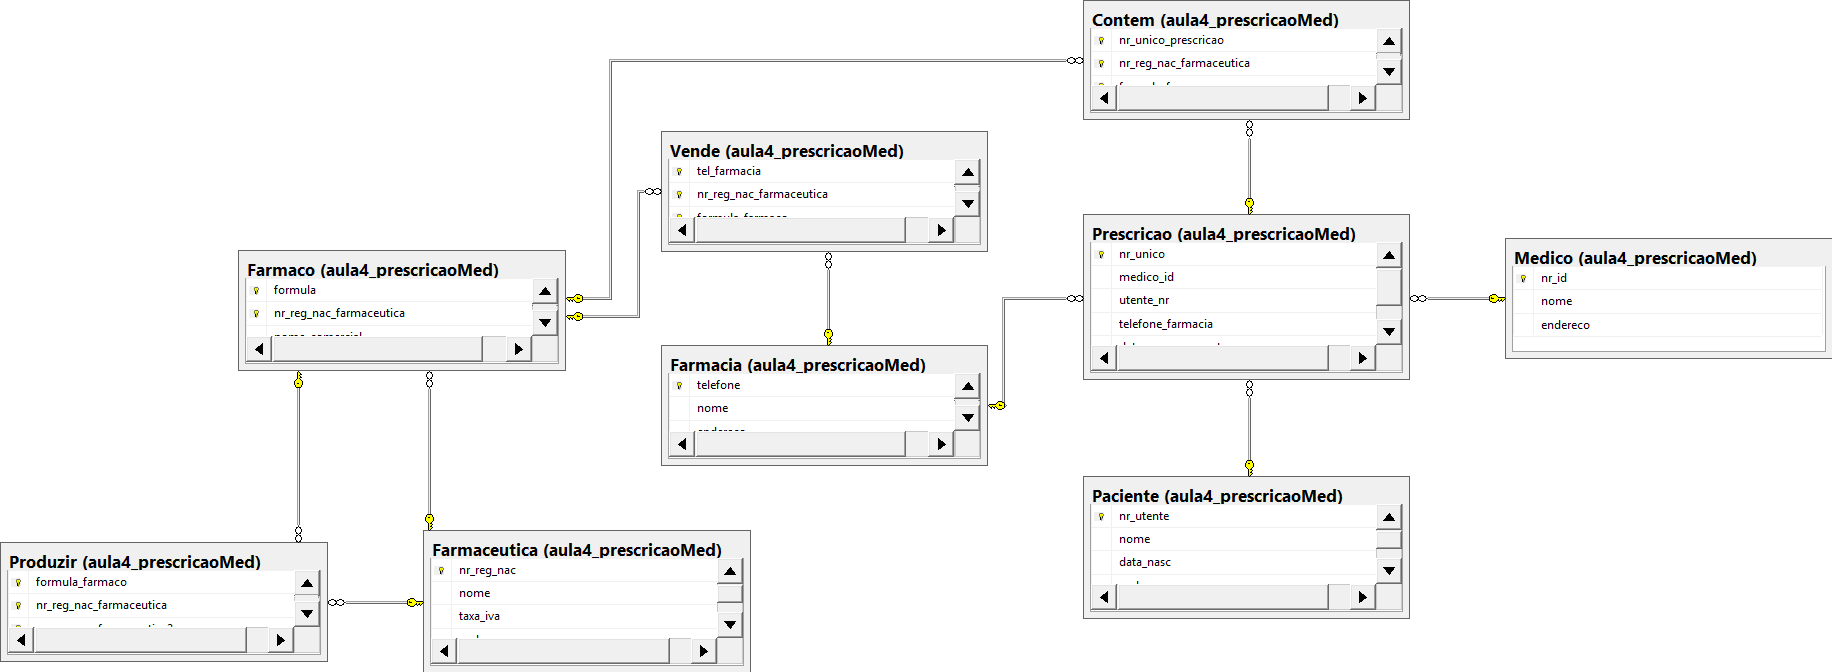 Contem (aula4_prescricaoMed)
nr_unico_prescricao
nr_reg_nac_farmaceutica
Vende (aula4_prescricaoMed)
tel_farmacia
nr_reg_nac_farmaceutica
Farmaco (aula4_prescricaoMed)
formula
nr_reg_nac_farmaceutica
Prescricao (aula4_prescricaoMed)
nr_unico
medico_id
utente_nr
telefone_farmacia
Medico (aula4_prescricaoMed)
nr_id
nome
endereco
Farmacia (aula4_prescricaoMed)
telefone
nome
Paciente (aula4_prescricaoMed)
nr_utente
nome
data_nasc
Produzir (aula4_prescricaoMed)
formula_farmaco
nr_reg_nac_farmaceutica
Farmaceutica (aula4_prescricaoMed)
nr_reg_nac
nome
taxa_iva